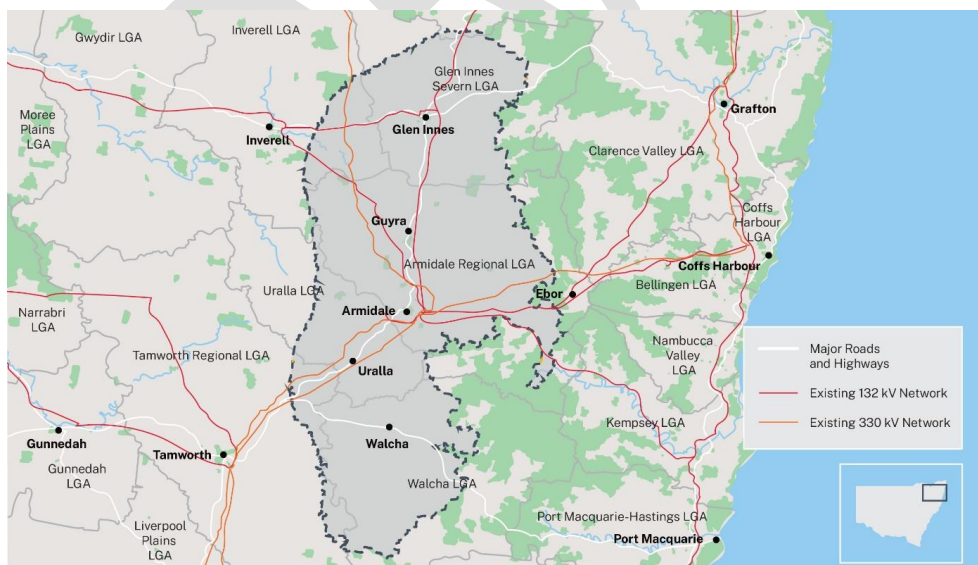 Gwydir LGA
Inverell LGA
Glen Innes
Severn LGA
Moree
Plains
LGA
Inverell
Glen Innes
Grafton
Clarence Valley LGA
Guyra
Coffs
Harbour
LGA
Armidale Regional LGA
Coffs Harbour
Uralla LGA
Ebor
Bellingen LGA
Narrabri
LGA
Armidale
Tamworth Regional LGA
Uralla
Nambucca
Valley
LGA
Major Roads
and Highways
Existing 132 kV Network
Existing 330 kV Network
Gunnedah
Gunnedah
LGA
Tamworth
Walcha
Kempsey LGA
Walcha LGA
Liverpool
Plains
LGA
Port Macquarie-Hastings LGA
Port Macquarie